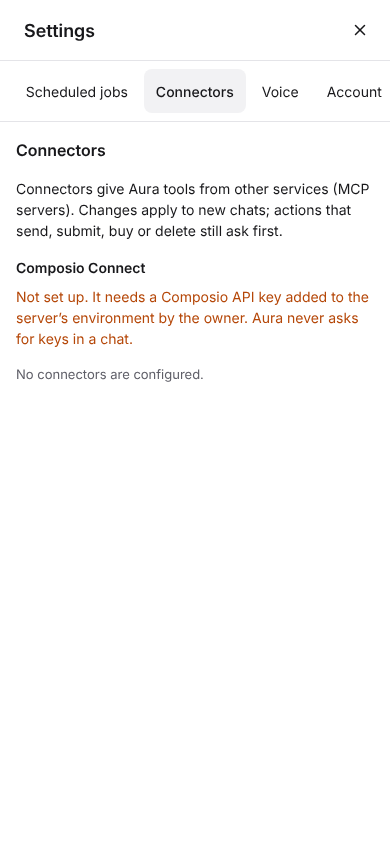 Settings
Scheduled jobs
Connectors
Voice
Account
Connectors
Connectors give Aura tools from other services (MCP
servers). Changes apply to new chats; actions that
send, submit, buy or delete still ask first.
Composio Connect
Not set up. It needs a Composio API key added to the
server’s environment by the owner. Aura never asks
for keys in a chat.
No connectors are configured.